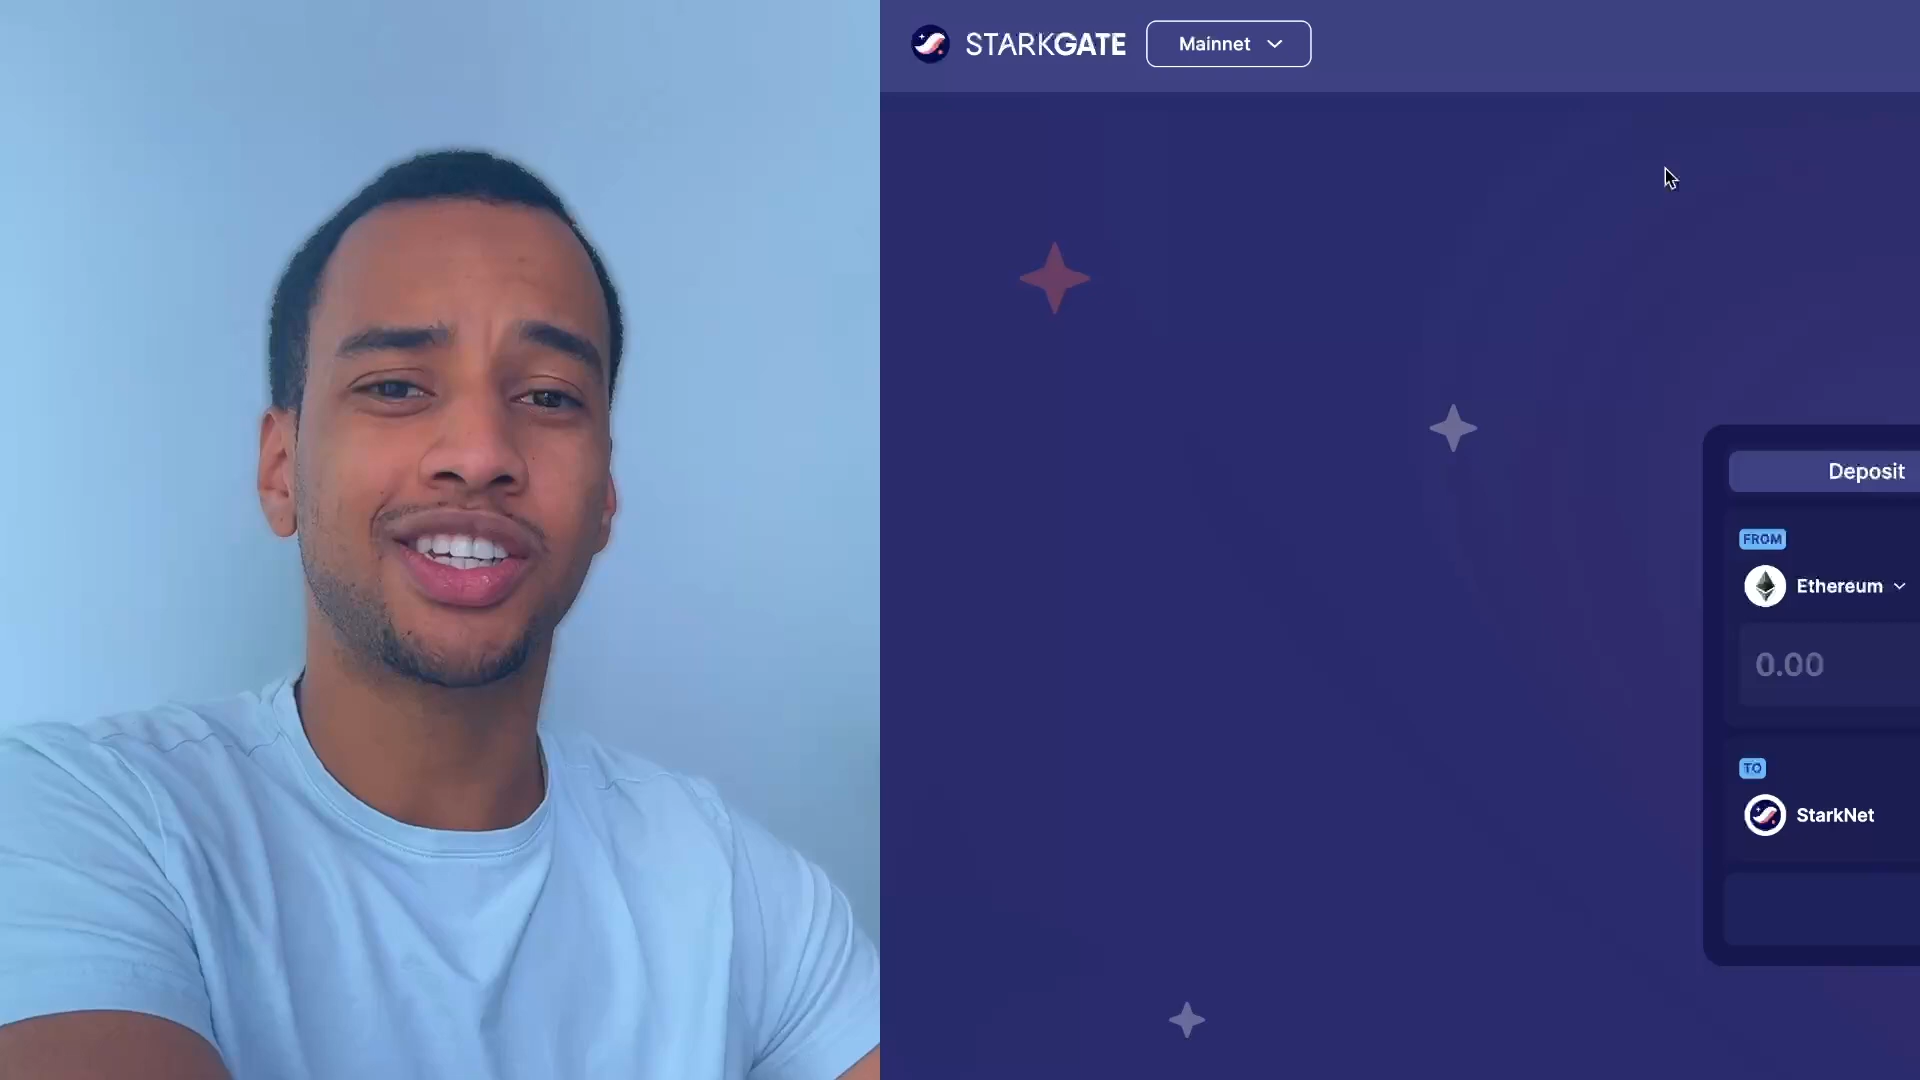 STARKGATE
Mainnet
Deposit
FROM
Ethereum
0.00
TO
StarkNet